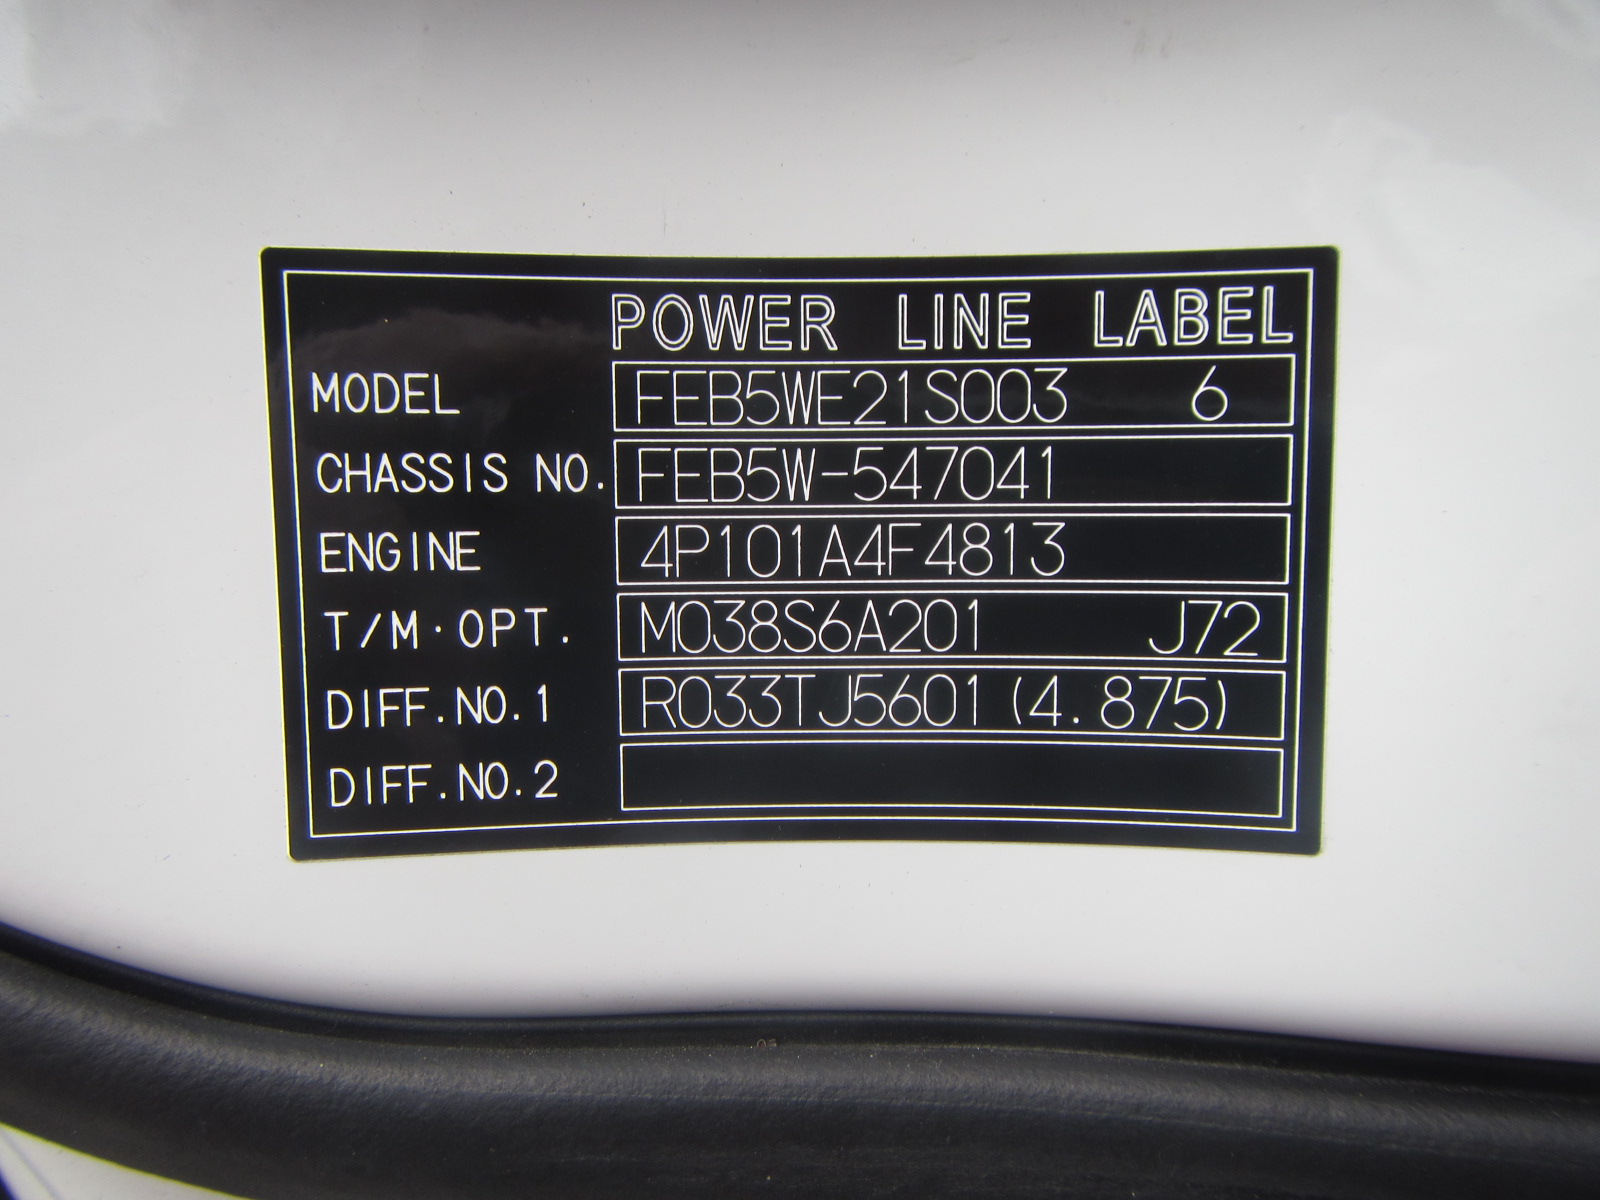 POWER LINE LABEL
MODEL FEB5WE21S003 6
CHASSIS NO. FEB5W-547041
ENGINE 4P101A4F4813
T/M·OPT. M038S6A201 J72
DIFF.NO.1 R033TJ5601(4.875)
DIFF.NO.2